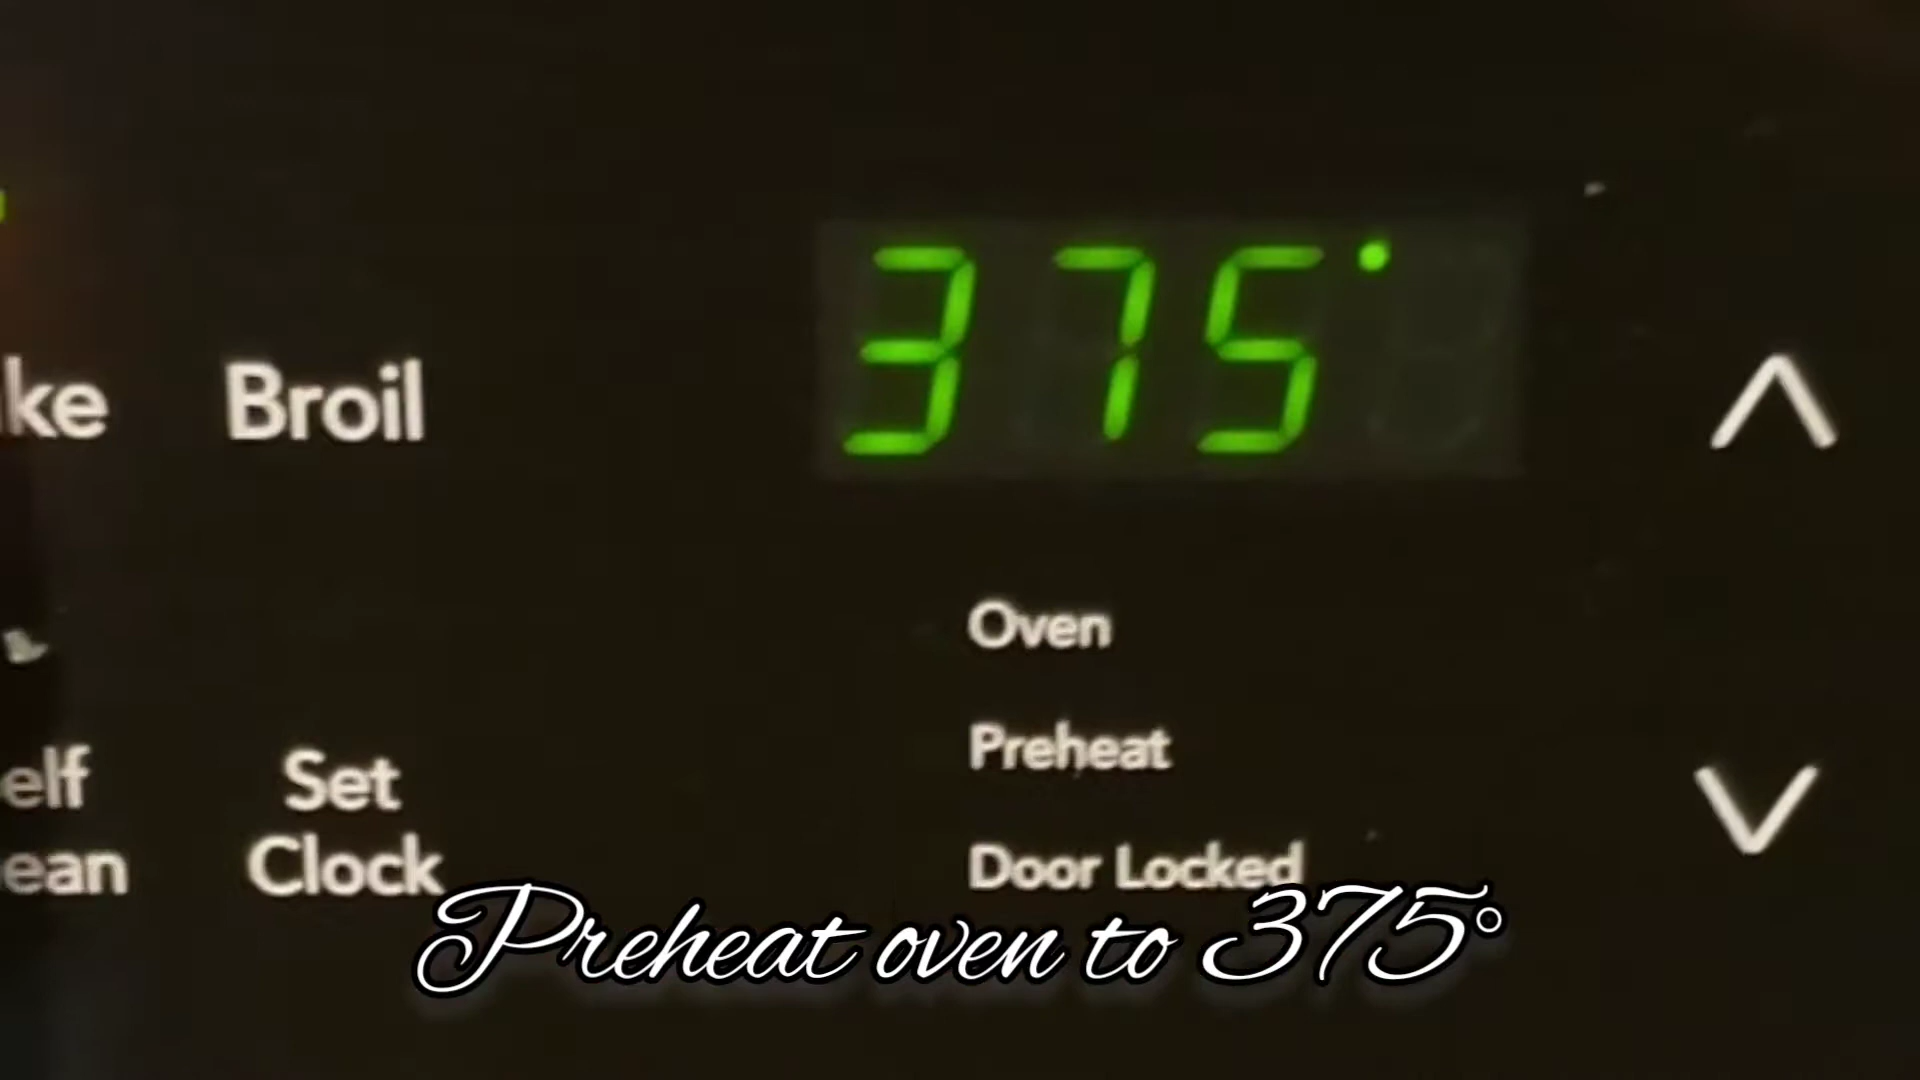 375°
ke Broil
Oven
Preheat
elf Set
ean Clock
Door Locked
Preheat oven to 375°